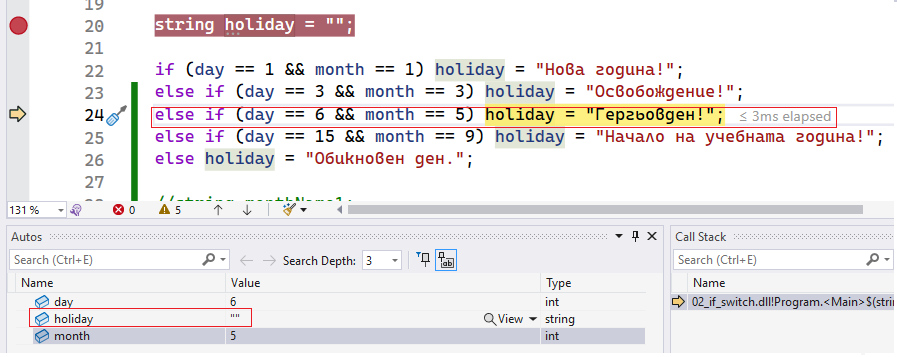 19
20 string holiday = "";
21
22 if (day == 1 && month == 1) holiday = "Нова година!";
23 else if (day == 3 && month == 3) holiday = "Освобождение!";
24 else if (day == 6 && month == 5) holiday = "Гергьовден!"; ≤ 3ms elapsed
25 else if (day == 15 && month == 9) holiday = "Начало на учебната година!";
26 else holiday = "Обикновен ден.";
27
131 % 0 5
Autos
Search (Ctrl+E) Search Depth: 3
Name Value Type
day 6 int
holiday "" View string
month 5 int
Call Stack
Search (Ctrl+E)
Name
02_if_switch.dll!Program.<Main>$(strin